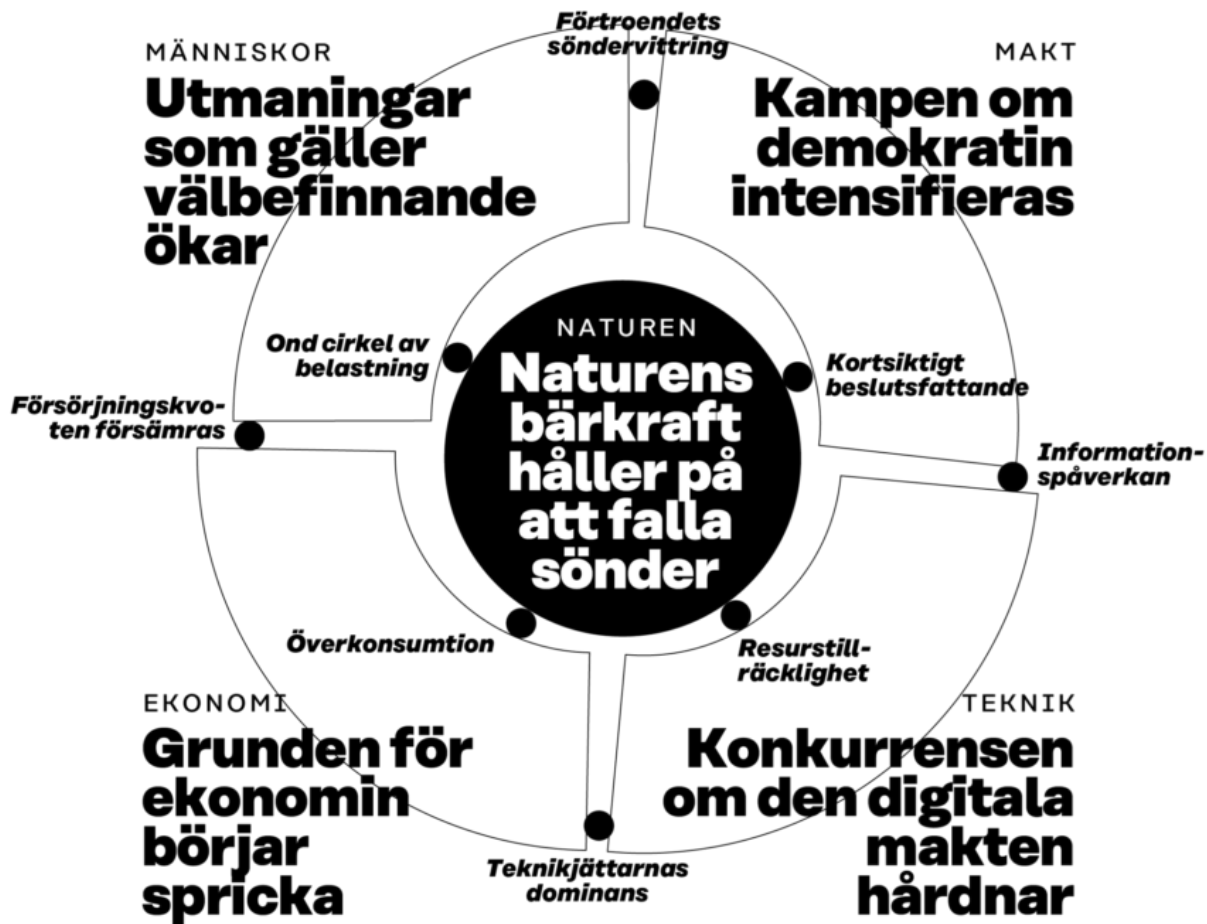 Förtroendets
söndervittring
MÄNNISKOR
Utmaningar
som gäller
välbefinnande
ökar
MAKT
Kampen om
demokratin
intensifieras
Ond cirkel av
belastning
NATUREN
Naturens
bärkraft
håller på
att falla
sönder
Kortsiktigt
beslutsfattande
Försörjningskvo-
ten försämras
Information-
spåverkan
Överkonsumtion
Resurstill-
räcklighet
EKONOMI
Grunden för
ekonomin
börjar
spricka
TEKNIK
Konkurrensen
om den digitala
makten
hårdnar
Teknikjättarnas
dominans